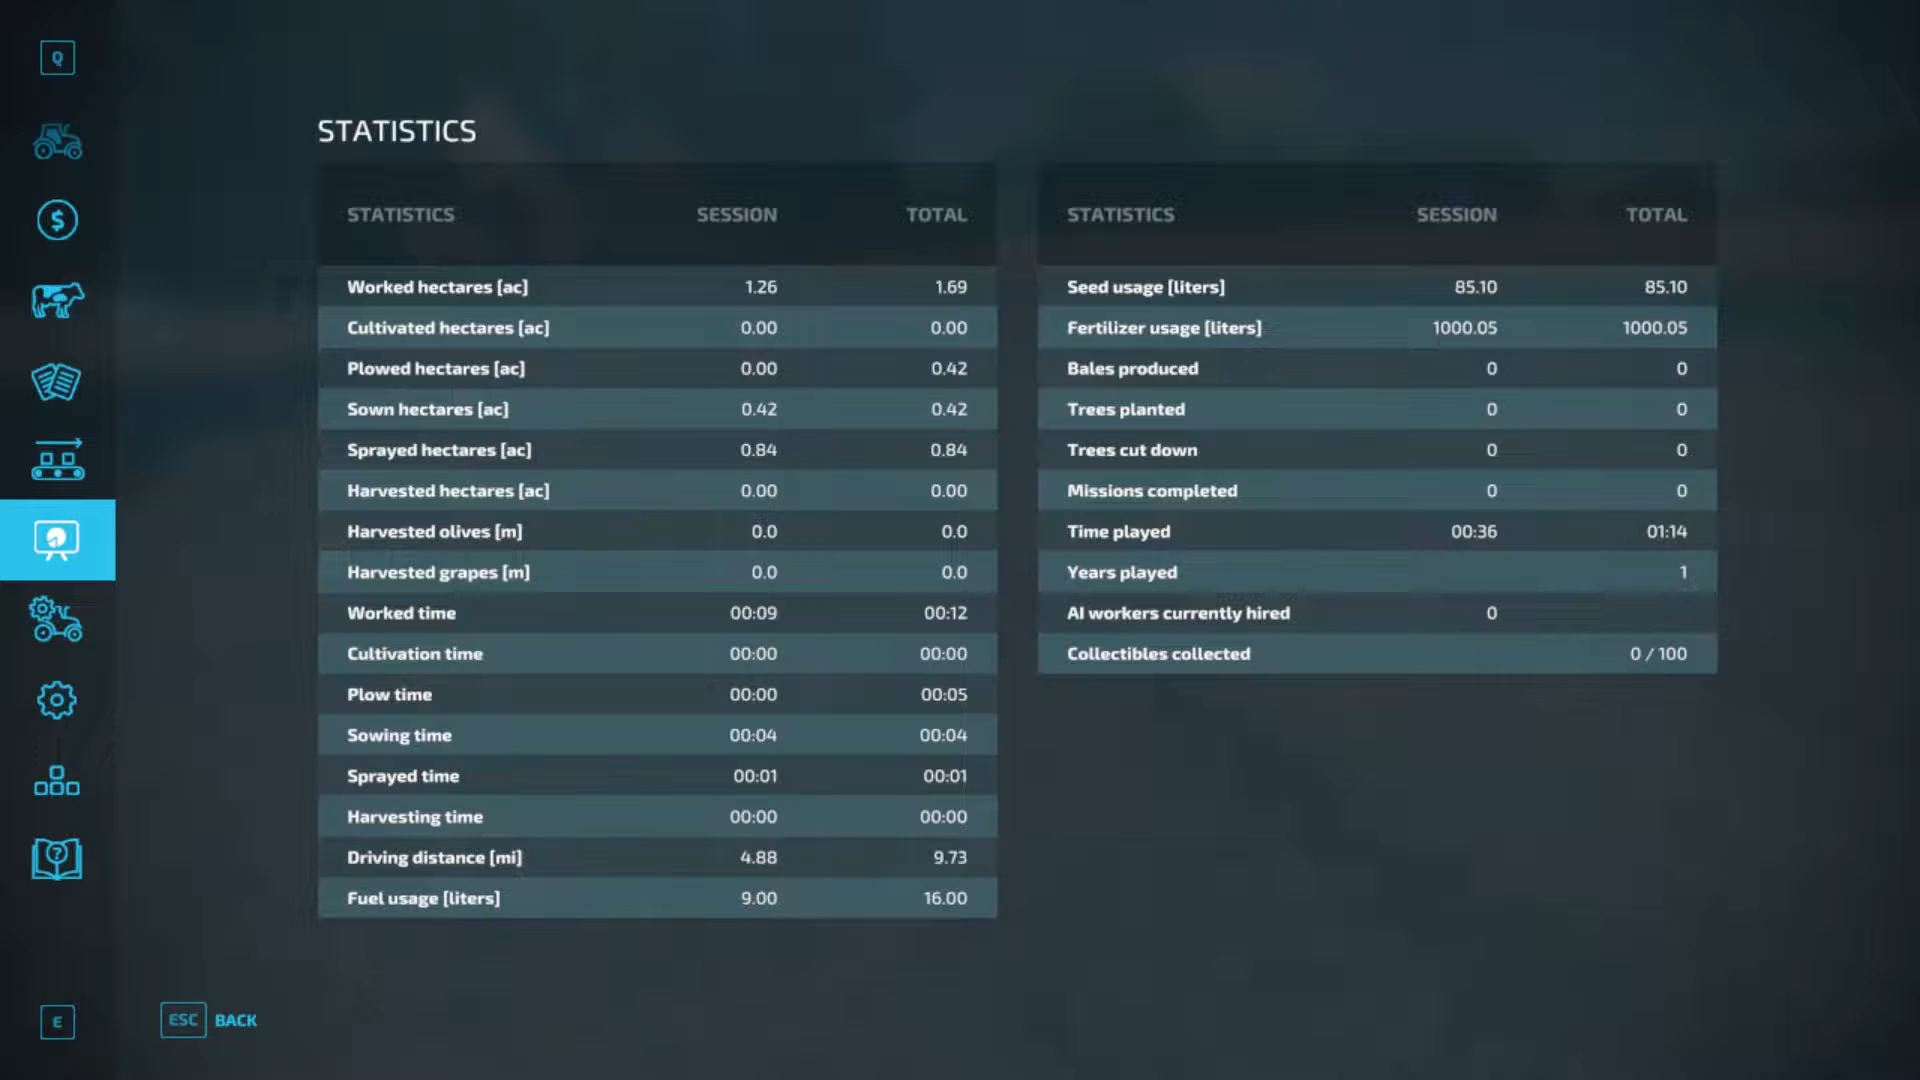 Q
STATISTICS
STATISTICS SESSION TOTAL
Worked hectares [ac] 1.26 1.69
Cultivated hectares [ac] 0.00 0.00
Plowed hectares [ac] 0.00 0.42
Sown hectares [ac] 0.42 0.42
Sprayed hectares [ac] 0.84 0.84
Harvested hectares [ac] 0.00 0.00
Harvested olives [m] 0.0 0.0
Harvested grapes [m] 0.0 0.0
Worked time 00:09 00:12
Cultivation time 00:00 00:00
Plow time 00:00 00:05
Sowing time 00:04 00:04
Sprayed time 00:01 00:01
Harvesting time 00:00 00:00
Driving distance [mi] 4.88 9.73
Fuel usage [liters] 9.00 16.00
STATISTICS SESSION TOTAL
Seed usage [liters] 85.10 85.10
Fertilizer usage [liters] 1000.05 1000.05
Bales produced 0 0
Trees planted 0 0
Trees cut down 0 0
Missions completed 0 0
Time played 00:36 01:14
Years played 1
AI workers currently hired 0
Collectibles collected 0 / 100
E
ESC BACK